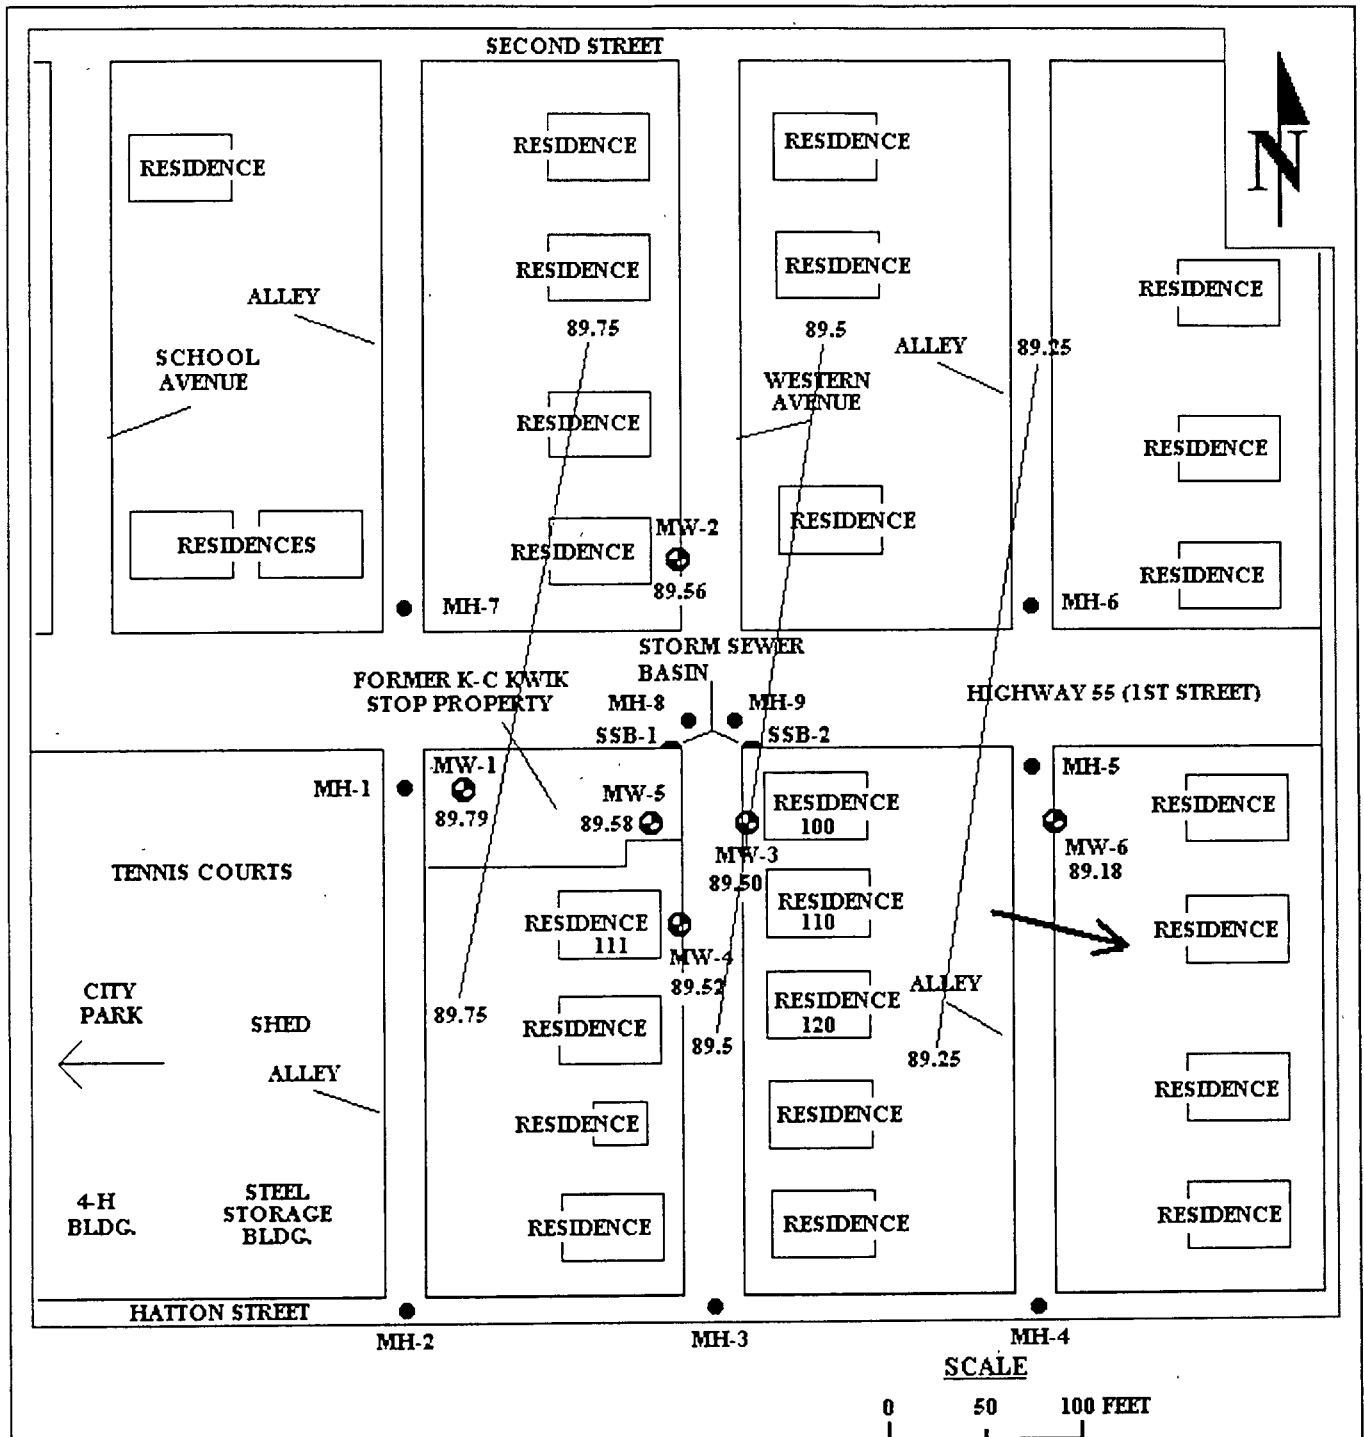 SECOND STREET
N
RESIDENCE
RESIDENCE
RESIDENCE
RESIDENCE
RESIDENCE
RESIDENCE
ALLEY
89.75
89.5
ALLEY
89.25
SCHOOL
AVENUE
WESTERN
AVENUE
RESIDENCE
RESIDENCE
RESIDENCES
RESIDENCE
MW-2
89.56
RESIDENCE
RESIDENCE
MH-7
MH-6
STORM SEWER
BASIN
FORMER K-C KWIK
STOP PROPERTY
MH-8
MH-9
HIGHWAY 55 (1ST STREET)
SSB-1
SSB-2
MH-1
MW-1
89.79
MW-5
89.58
RESIDENCE
100
MH-5
RESIDENCE
MW-3
89.50
MW-6
89.18
TENNIS COURTS
RESIDENCE
111
RESIDENCE
110
RESIDENCE
MW-4
89.52
CITY
PARK
SHED
89.75
RESIDENCE
89.5
RESIDENCE
120
ALLEY
89.25
ALLEY
RESIDENCE
RESIDENCE
RESIDENCE
4-H
BLDG.
STEEL
STORAGE
BLDG.
RESIDENCE
RESIDENCE
RESIDENCE
HATTON STREET
MH-2
MH-3
MH-4
SCALE
0 50 100 FEET